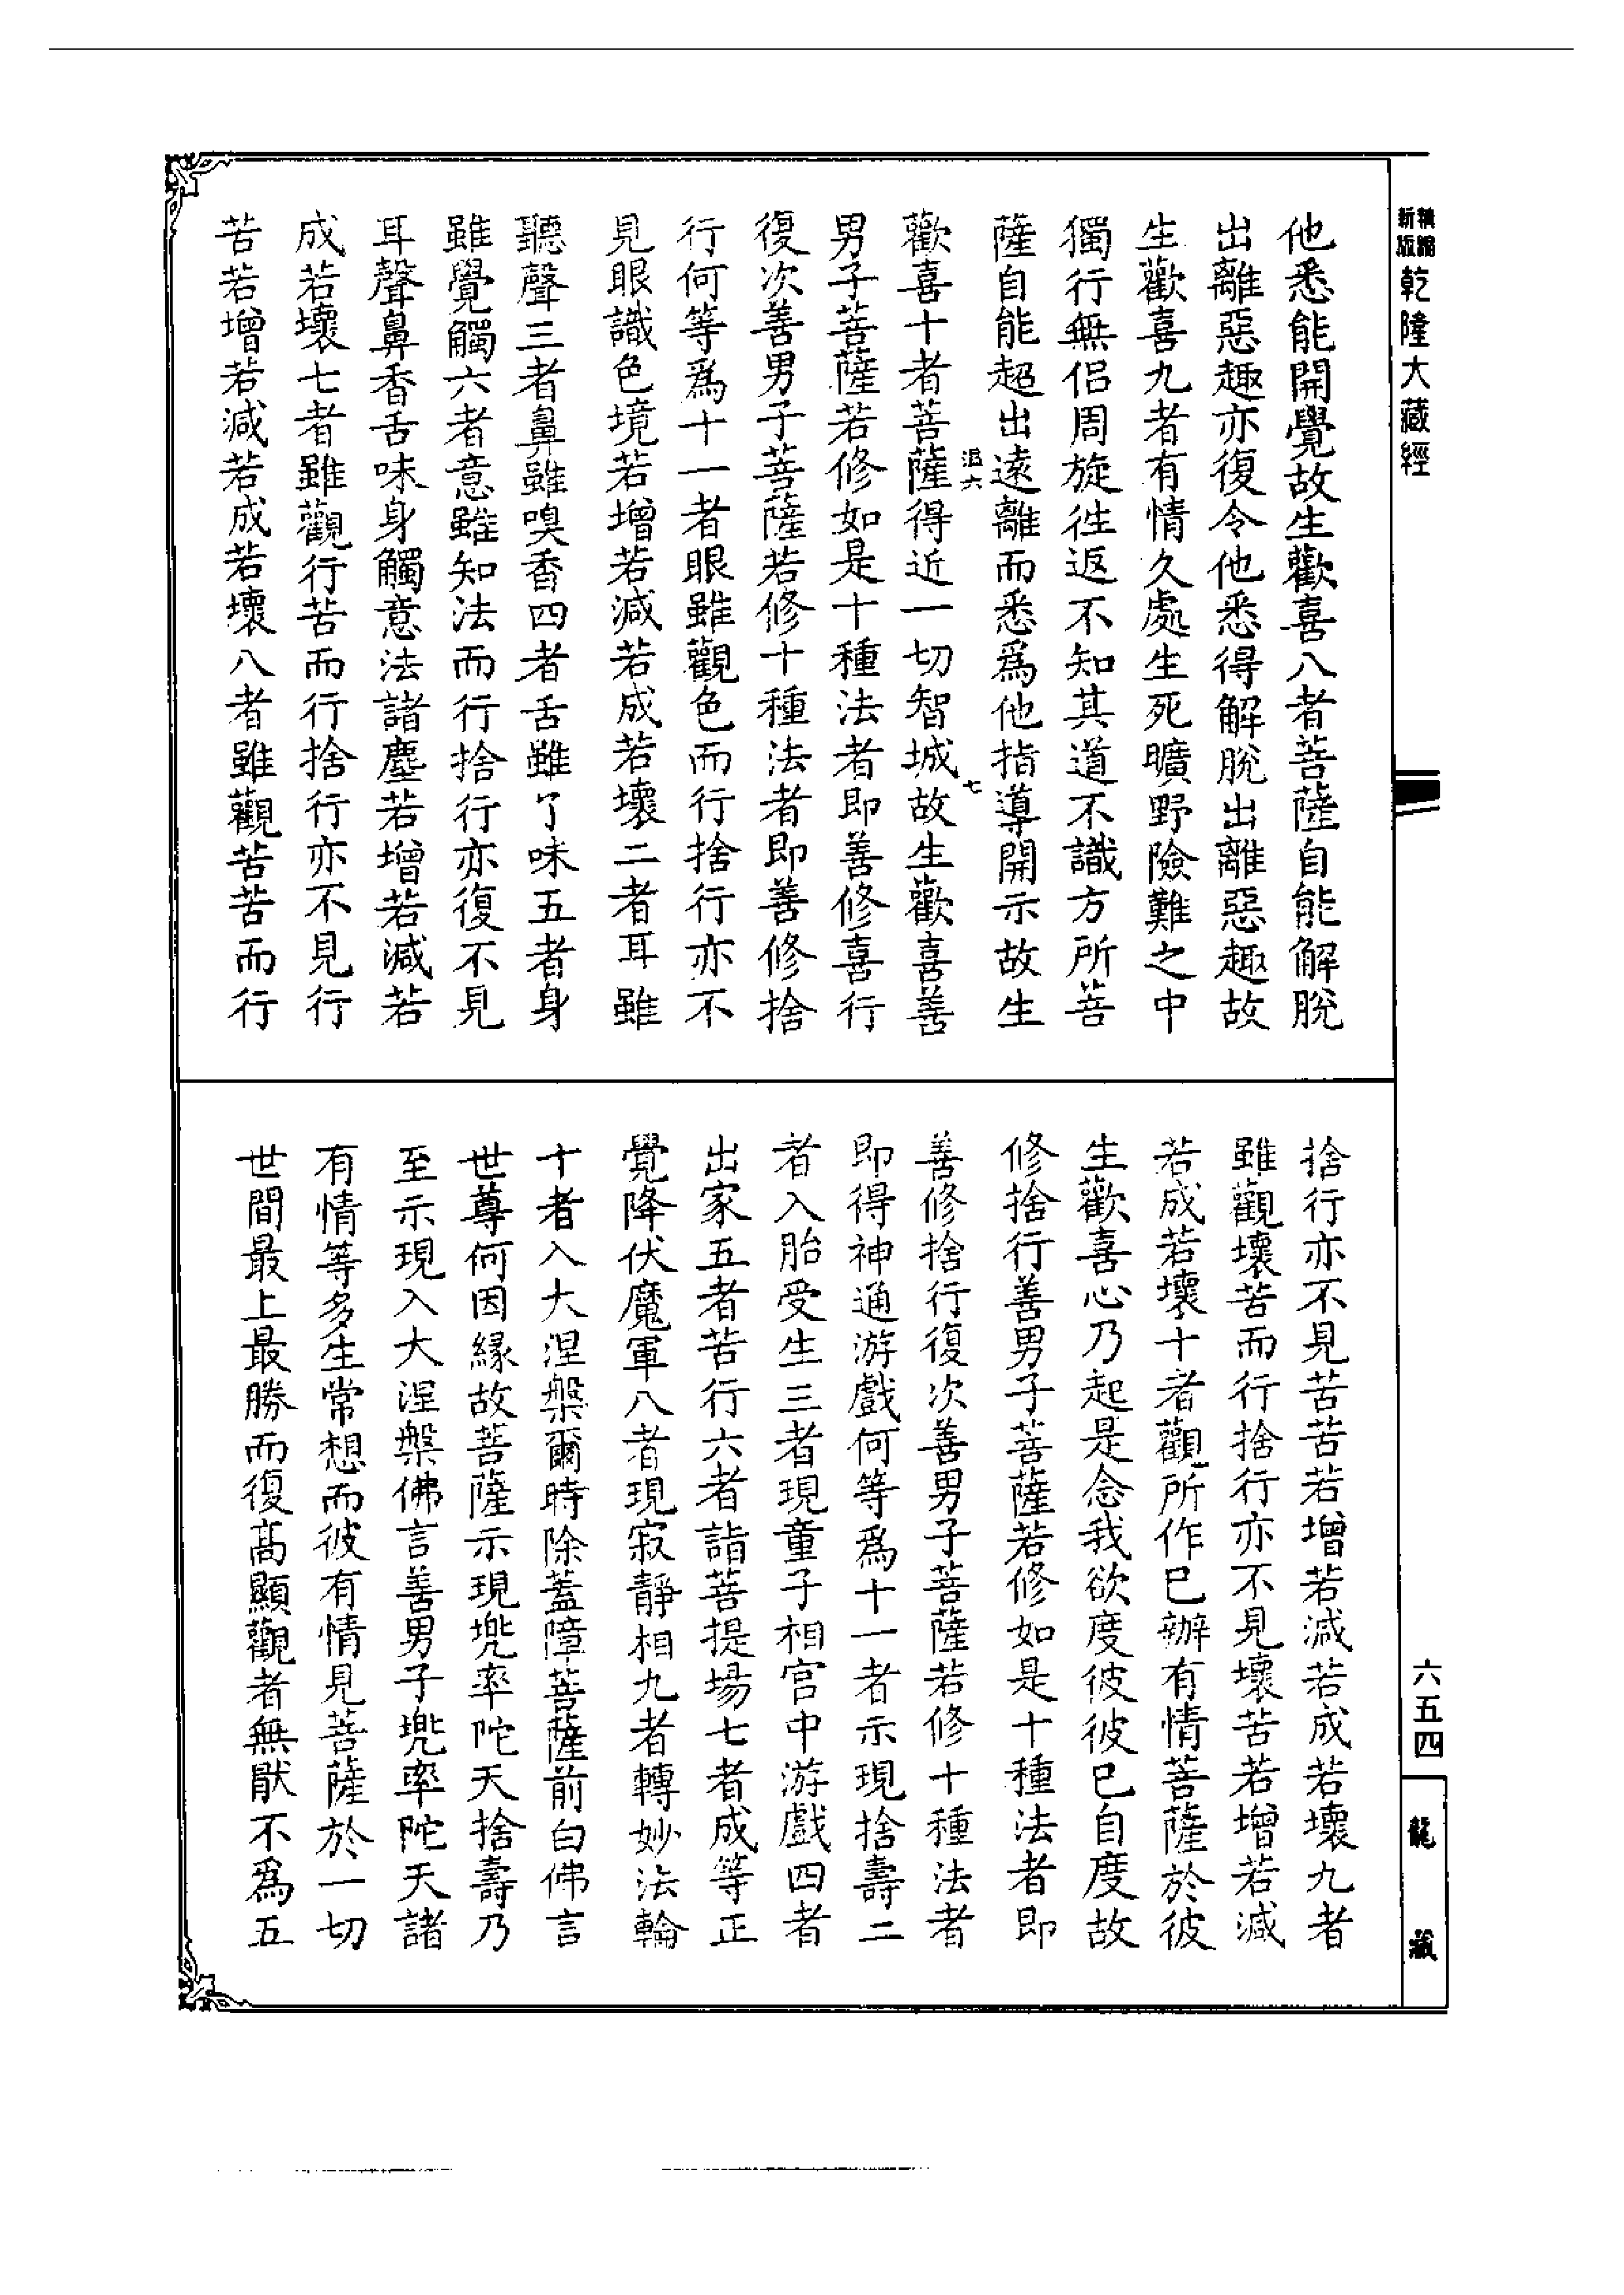 精縮新版
乾隆大藏經
他悉能開覺故生歡喜八者菩薩自能解脫
出離惡趣亦復令他悉得解脫出離惡趣故
生歡喜九者有情久處生死曠野險難之中
獨行無侶周旋徃返不知其道不識方所菩
薩自能超出遠離而悉爲他指導開示故生
七
歡喜十者菩薩得近一切智城故生歡喜善
男子菩薩若修如是十種法者即善修喜行
復次善男子菩薩若修十種法者即善修捨
行何等爲十一者眼雖觀色而行捨行亦不
見眼識色境若增若減若成若壞二者耳雖
聽聲三者鼻雖嗅香四者舌雖了味五者身
雖覺觸六者意雖知法而行捨行亦復不見
耳聲鼻香舌味身觸意法諸塵若增若減若
成若壞七者雖觀行苦而行捨行亦不見行
苦若增若減若成若壞八者雖觀苦苦而行
捨行亦不見苦苦若增若減若成若壞九者
雖觀壞苦而行捨行亦不見壞苦若增若減
若成若壞十者觀所作巳辦有情菩薩於彼
生歡喜心乃起是念我欲度彼彼巳自度故
修捨行善男子菩薩若修如是十種法者即
善修捨行復次善男子菩薩若修十種法者
即得神通游戲何等爲十一者示現捨壽二
者入胎受生三者現童子相宫中游戲四者
出家五者苦行六者詣菩提場七者成等正
覺降伏魔軍八者現寂靜相九者轉妙法輪
十者入大涅槃爾時除蓋障菩薩前白佛言
世尊何因緣故菩薩示現兠率陀天捨壽乃
至示現入大涅槃佛言善男子兠率陀天諸
有情等多生常想而彼有情見菩薩於一切
世間最上最勝而復髙顯觀者無猒不爲五
六五四
龍藏